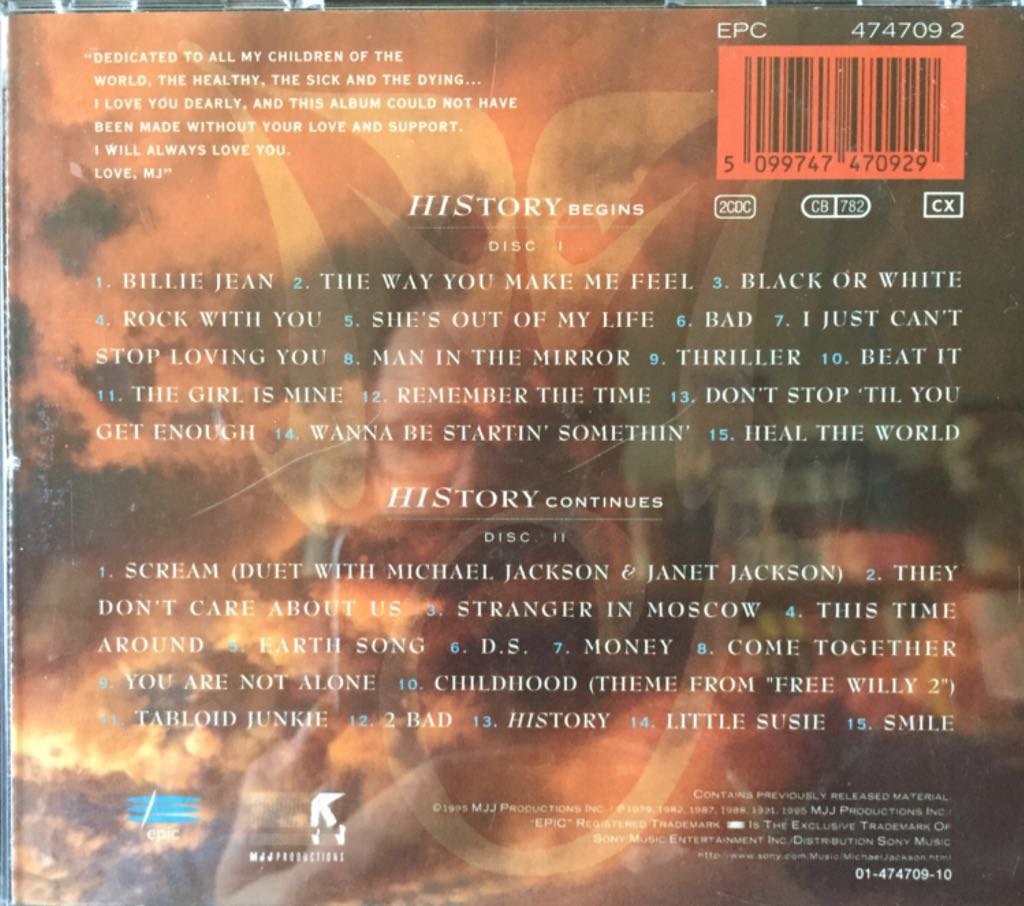 EPC 474709 2
"DEDICATED TO ALL MY CHILDREN OF THE
WORLD, THE HEALTHY, THE SICK AND THE DYING...
I LOVE YOU DEARLY, AND THIS ALBUM COULD NOT HAVE
BEEN MADE WITHOUT YOUR LOVE AND SUPPORT.
I WILL ALWAYS LOVE YOU.
LOVE, MJ"
5 099747 470929
2CDC CB 782 CX
HISTORY BEGINS
DISC I
1. BILLIE JEAN 2. THE WAY YOU MAKE ME FEEL 3. BLACK OR WHITE
4. ROCK WITH YOU 5. SHE'S OUT OF MY LIFE 6. BAD 7. I JUST CAN'T
STOP LOVING YOU 8. MAN IN THE MIRROR 9. THRILLER 10. BEAT IT
11. THE GIRL IS MINE 12. REMEMBER THE TIME 13. DON'T STOP 'TIL YOU
GET ENOUGH 14. WANNA BE STARTIN' SOMETHIN' 15. HEAL THE WORLD
HISTORY CONTINUES
DISC II
1. SCREAM (DUET WITH MICHAEL JACKSON & JANET JACKSON) 2. THEY
DON'T CARE ABOUT US 3. STRANGER IN MOSCOW 4. THIS TIME
AROUND 5. EARTH SONG 6. D.S. 7. MONEY 8. COME TOGETHER
9. YOU ARE NOT ALONE 10. CHILDHOOD (THEME FROM "FREE WILLY 2")
11. TABLOID JUNKIE 12. 2 BAD 13. HISTORY 14. LITTLE SUSIE 15. SMILE
epic
MJJ PRODUCTIONS
CONTAINS PREVIOUSLY RELEASED MATERIAL.
©1995 MJJ PRODUCTIONS INC./℗1979, 1982, 1987, 1988, 1991, 1995 MJJ PRODUCTIONS INC./
"EPIC" REGISTERED TRADEMARK IS THE EXCLUSIVE TRADEMARK OF
SONY MUSIC ENTERTAINMENT INC./DISTRIBUTION SONY MUSIC
http://www.sony.com/Music/MichaelJackson.html
01-474709-10